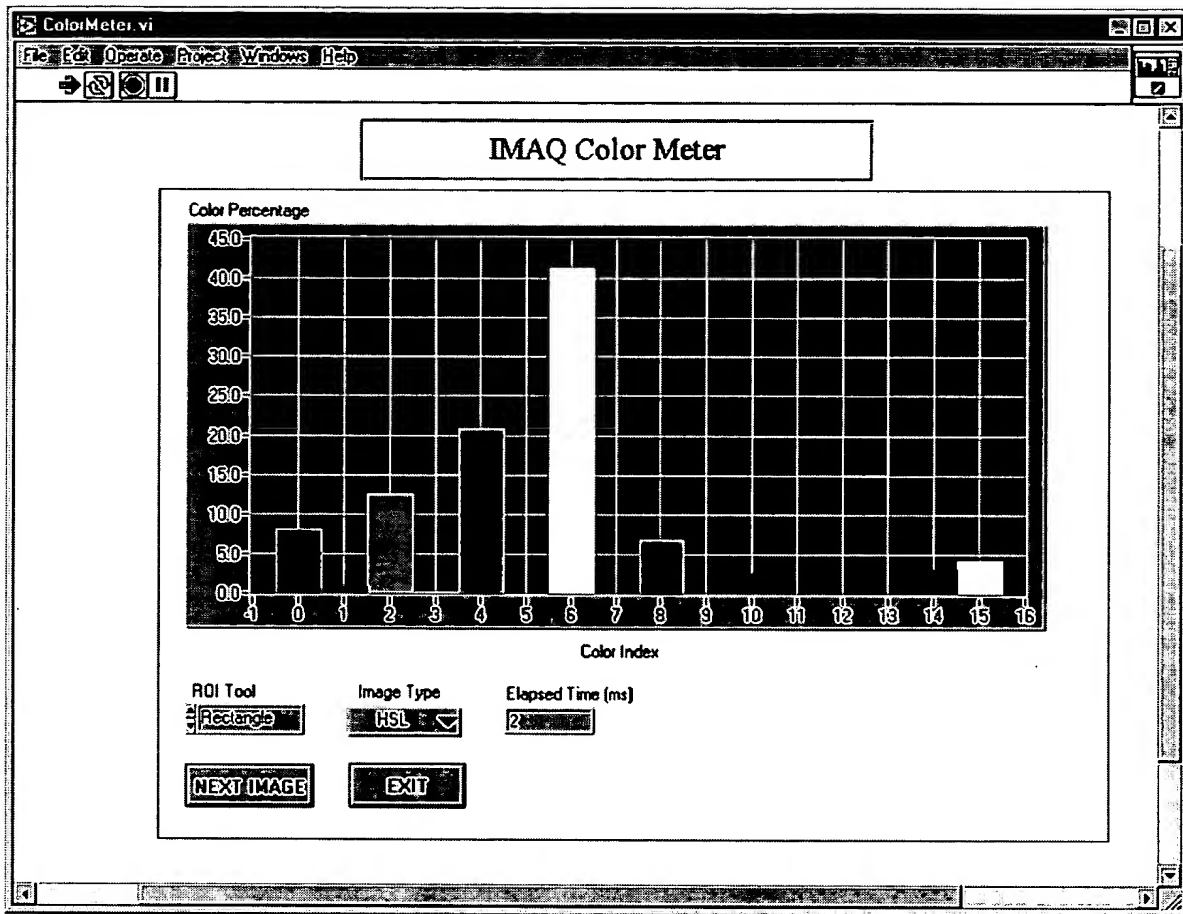 ColorMeter.vi
File Edit Operate Project Windows Help
IMAQ Color Meter
Color Percentage
45.0
40.0
35.0
30.0
25.0
20.0
15.0
10.0
5.0
0.0
-1 0 1 2 3 4 5 6 7 8 9 10 11 12 13 14 15 16
Color Index
ROI Tool Image Type Elapsed Time (ms)
Rectangle HSL 2
NEXT IMAGE EXIT